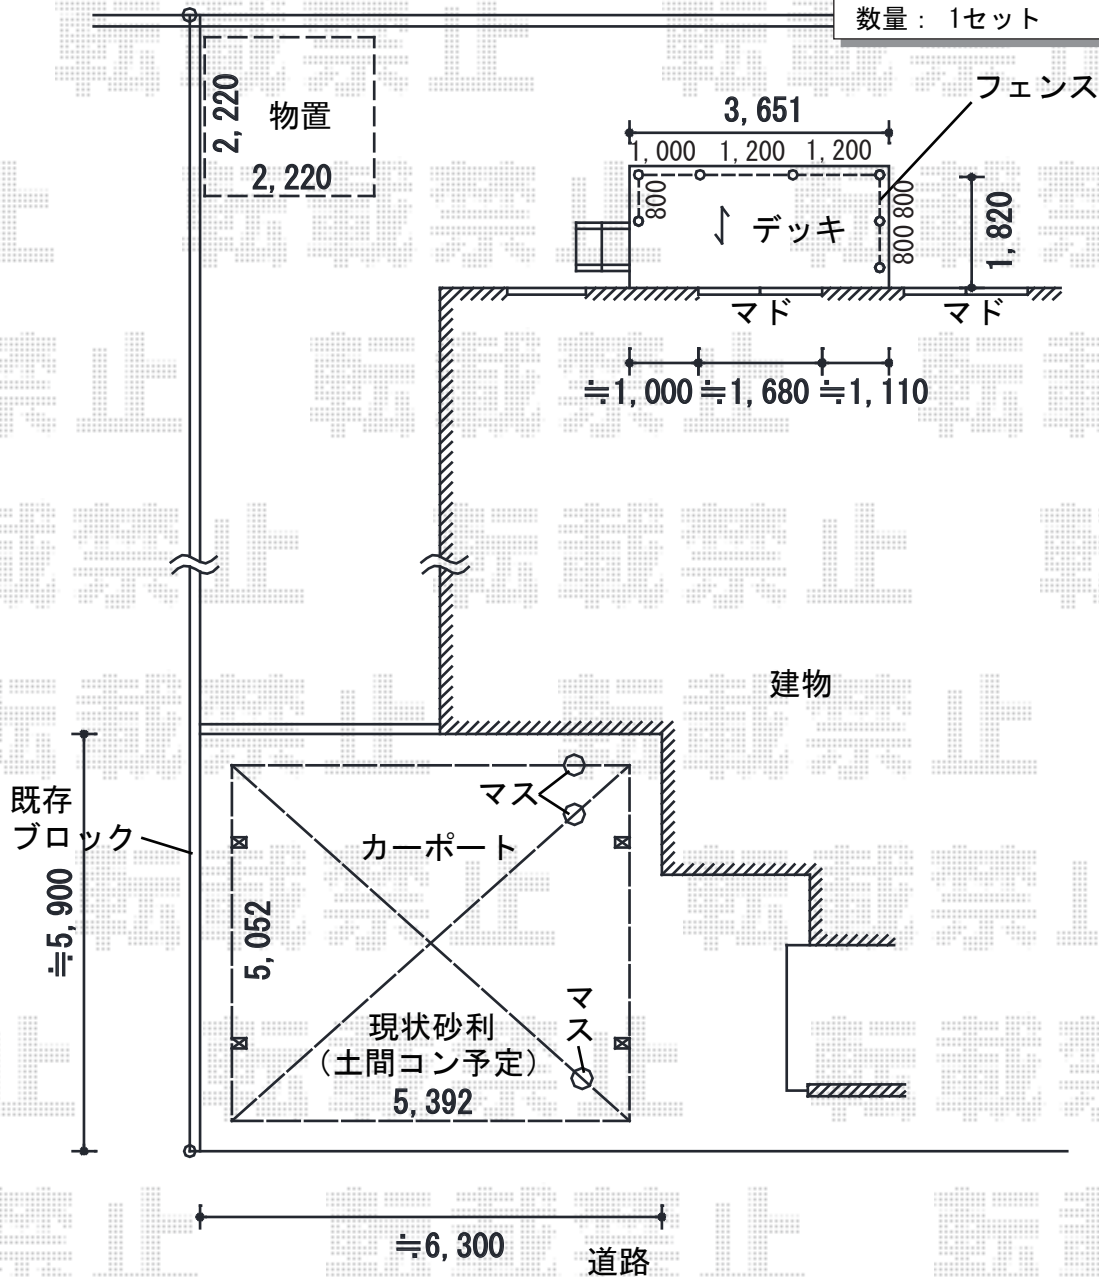 数量： 1セット
フェンス
3,651
1,000 1,200 1,200
2,220
物置
2,220
800
デッキ
800 800
1,820
マド
マド
≒1,000 ≒1,680 ≒1,110
建物
マス
既存
ブロック
カーポート
≒5,900
5,052
マス
現状砂利
（土間コン予定）
5,392
≒6,300
道路
転載禁止